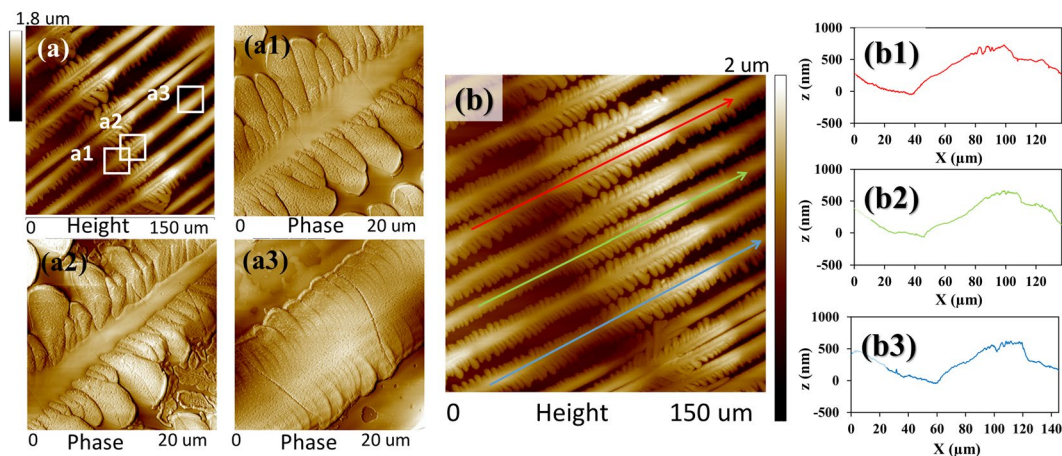 1.8 um
(a)
a3
a2
a1
0 Height 150 um
(a1)
0 Phase 20 um
(a2)
0 Phase 20 um
(a3)
0 Phase 20 um
2 um
(b)
0 Height 150 um
(b1)
1000
500
0
-500
z (nm)
0 20 40 60 80 100 120
X (µm)
(b2)
1000
500
0
-500
z (nm)
0 20 40 60 80 100 120
X (µm)
(b3)
1000
500
0
-500
z (nm)
0 20 40 60 80 100 120 140
X (µm)